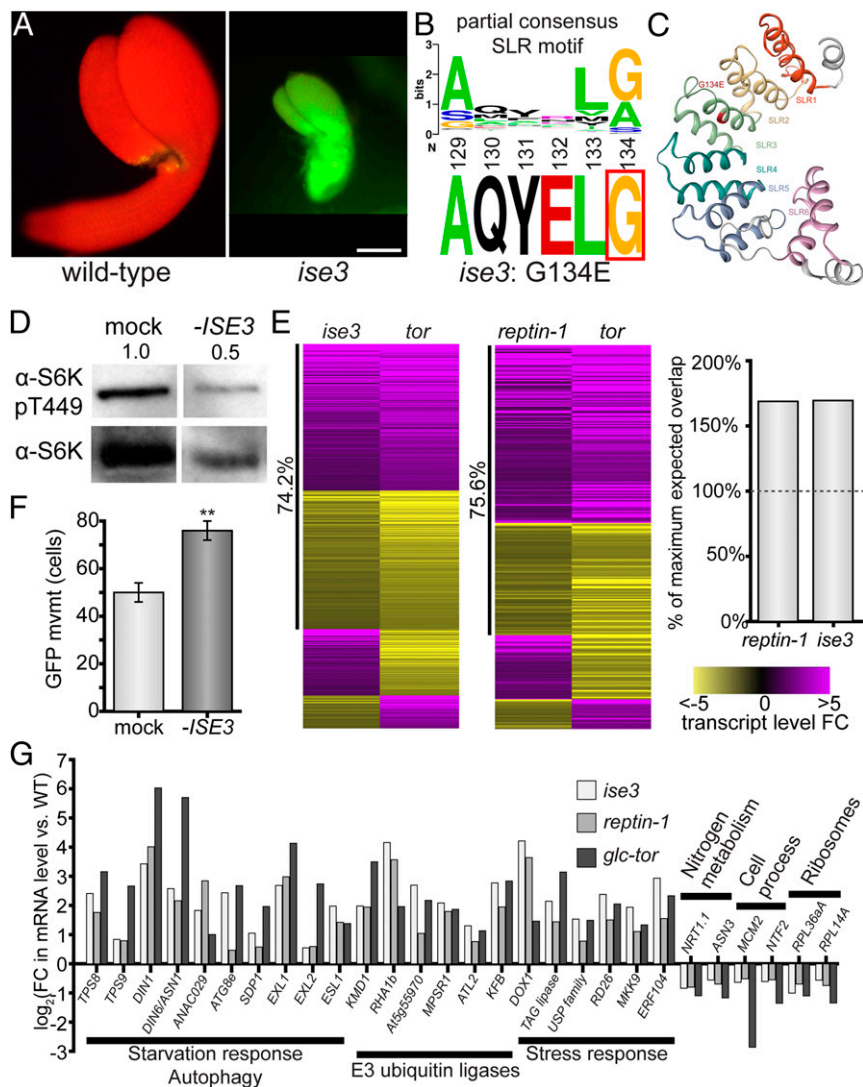 A
wild-type
ise3
B
partial consensus
SLR motif
bits
3
2
1
0
N
129
130
131
132
133
134
A
S
G
Q
Y
L
G
A
S
AQYELG
ise3: G134E
C
G134E
SLR1
SLR2
SLR3
SLR4
SLR5
SLR6
D
mock
-ISE3
1.0
0.5
α-S6K
pT449
α-S6K
E
ise3
tor
74.2%
reptin-1
tor
75.6%
% of maximum expected overlap
200%
150%
100%
50%
0%
reptin-1
ise3
<-5
0
>5
transcript level FC
F
GFP mvmt (cells)
80
60
40
20
0
**
mock
-ISE3
G
log2(FC in mRNA level vs. WT)
7
6
5
4
3
2
1
0
-1
-2
-3
ise3
reptin-1
glc-tor
TPS8
TPS9
DIN1
DIN6/ASN1
ANAC029
ATG8e
SDP1
EXL1
EXL2
ESL1
KMD1
RHA1b
At5g55970
MPSR1
ATL2
KFB
DOX1
TAG ligase
USP family
RD26
MKK9
ERF104
Starvation response
Autophagy
E3 ubiquitin ligases
Stress response
Nitrogen
metabolism
Cell
process
Ribosomes
NRT1.1
ASN3
MCM2
NTF2
RPL36aA
RPL14A